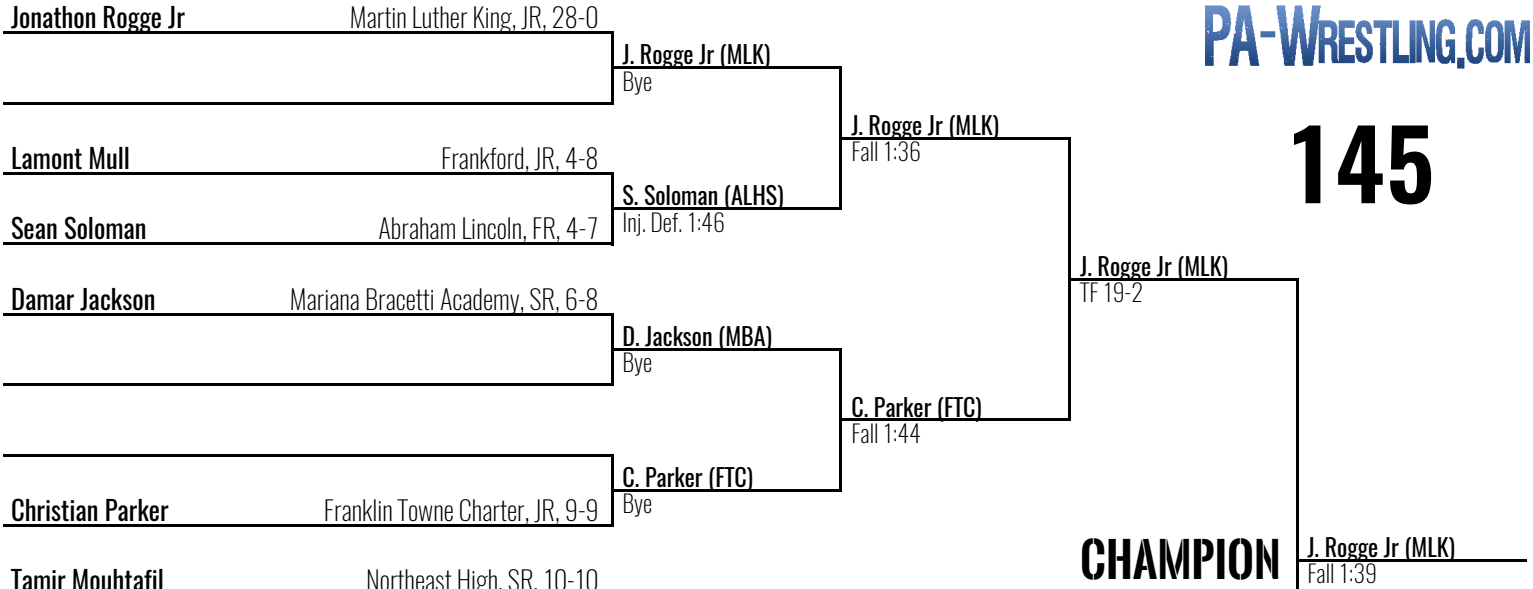 Jonathon Rogge Jr Martin Luther King, JR, 28-0
PA-WRESTLING.COM
J. Rogge Jr (MLK)
Bye
J. Rogge Jr (MLK)
Fall 1:36
145
Lamont Mull Frankford, JR, 4-8
S. Soloman (ALHS)
Inj. Def. 1:46
Sean Soloman Abraham Lincoln, FR, 4-7
J. Rogge Jr (MLK)
TF 19-2
Damar Jackson Mariana Bracetti Academy, SR, 6-8
D. Jackson (MBA)
Bye
C. Parker (FTC)
Fall 1:44
C. Parker (FTC)
Bye
Christian Parker Franklin Towne Charter, JR, 9-9
CHAMPION
J. Rogge Jr (MLK)
Fall 1:39
Tamir Mouhtafil Northeast High, SR, 10-10